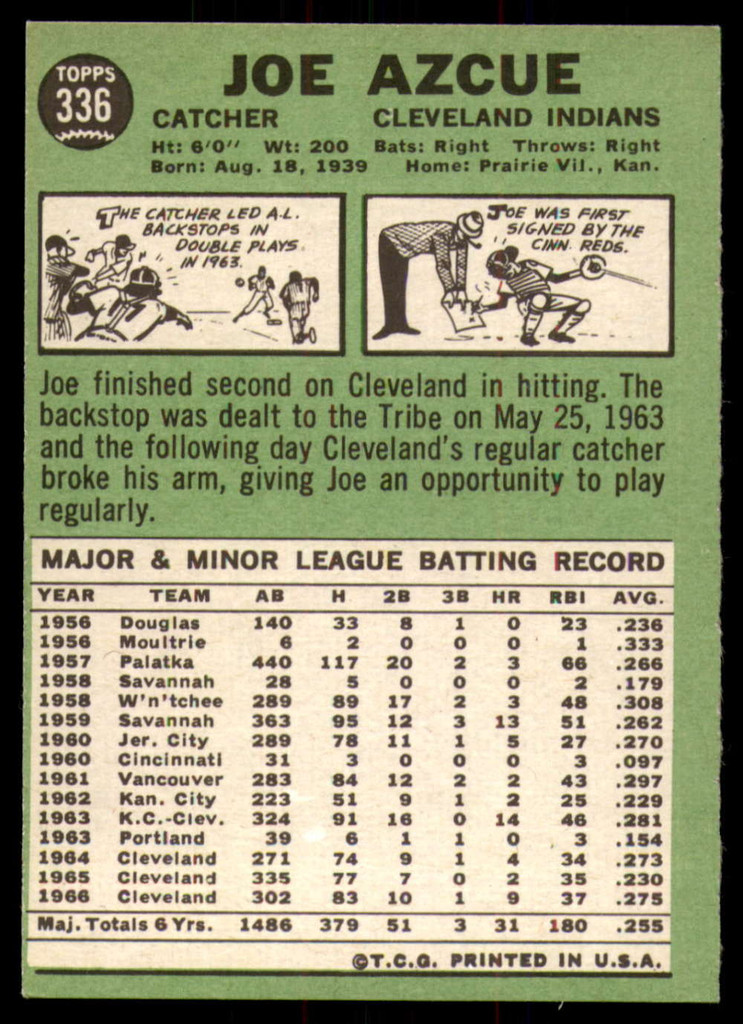 TOPPS
336
JOE AZCUE
CATCHER CLEVELAND INDIANS
Ht: 6'0" Wt: 200 Bats: Right Throws: Right
Born: Aug. 18, 1939 Home: Prairie Vil., Kan.
THE CATCHER LED A.L.
BACKSTOPS IN
DOUBLE PLAYS
IN 1963.
JOE WAS FIRST
SIGNED BY THE
CINN. REDS.
Joe finished second on Cleveland in hitting. The
backstop was dealt to the Tribe on May 25, 1963
and the following day Cleveland's regular catcher
broke his arm, giving Joe an opportunity to play
regularly.
MAJOR & MINOR LEAGUE BATTING RECORD
YEAR TEAM AB H 2B 3B HR RBI AVG.
1956 Douglas 140 33 8 1 0 23 .236
1956 Moultrie 6 2 0 0 0 1 .333
1957 Palatka 440 117 20 2 3 66 .266
1958 Savannah 28 5 0 0 0 2 .179
1958 W'n'tchee 289 89 17 2 3 48 .308
1959 Savannah 363 95 12 3 13 51 .262
1960 Jer. City 289 78 11 1 5 27 .270
1960 Cincinnati 31 3 0 0 0 3 .097
1961 Vancouver 283 84 12 2 2 43 .297
1962 Kan. City 223 51 9 1 2 25 .229
1963 K.C.-Clev. 324 91 16 0 14 46 .281
1963 Portland 39 6 1 1 0 3 .154
1964 Cleveland 271 74 9 1 4 34 .273
1965 Cleveland 335 77 7 0 2 35 .230
1966 Cleveland 302 83 10 1 9 37 .275
Maj. Totals 6 Yrs. 1486 379 51 3 31 180 .255
©T.C.G. PRINTED IN U.S.A.